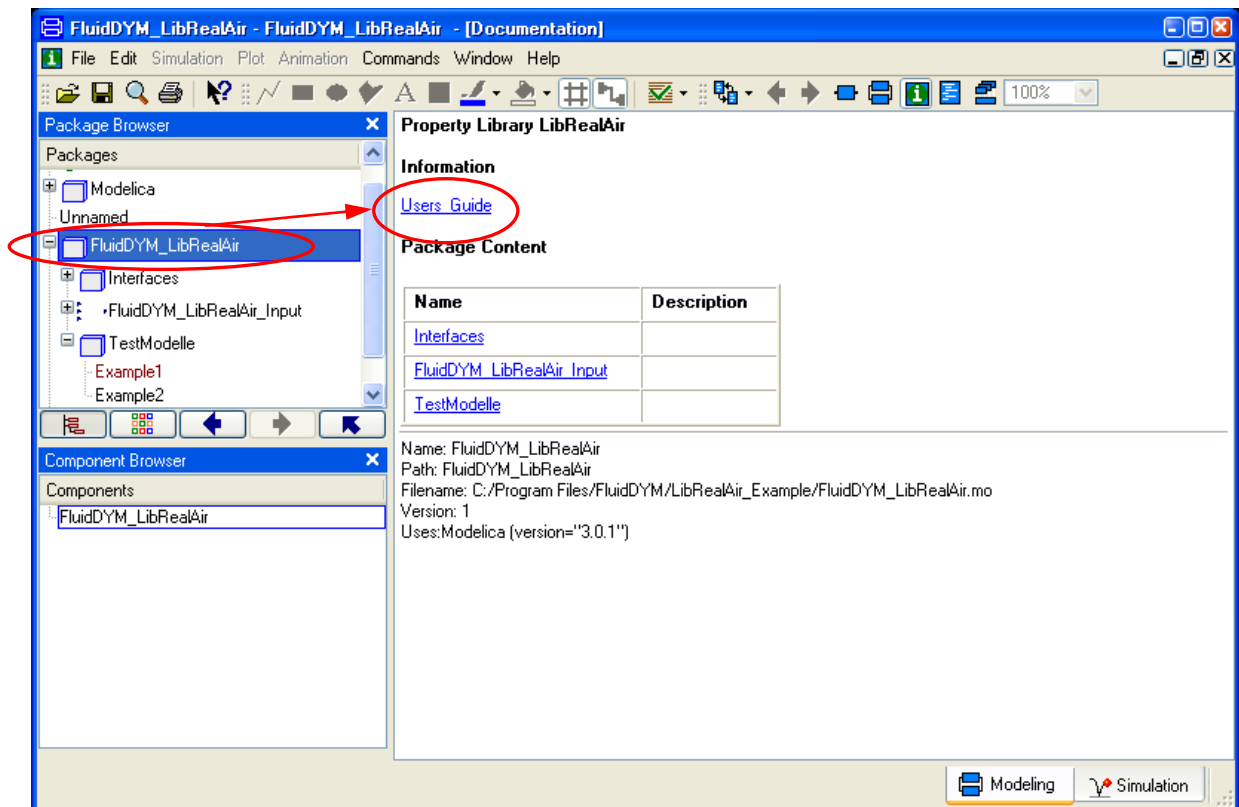 FluidDYM_LibRealAir - FluidDYM_LibRealAir - [Documentation]
File Edit Simulation Plot Animation Commands Window Help
100%
Package Browser
Packages
Modelica
Unnamed
FluidDYM_LibRealAir
Interfaces
FluidDYM_LibRealAir_Input
TestModelle
Example1
Example2
Component Browser
Components
FluidDYM_LibRealAir
Property Library LibRealAir
Information
Users_Guide
Package Content
Name Description
Interfaces
FluidDYM_LibRealAir_Input
TestModelle
Name: FluidDYM_LibRealAir
Path: FluidDYM_LibRealAir
Filename: C:/Program Files/FluidDYM/LibRealAir_Example/FluidDYM_LibRealAir.mo
Version: 1
Uses:Modelica (version="3.0.1")
Modeling Simulation